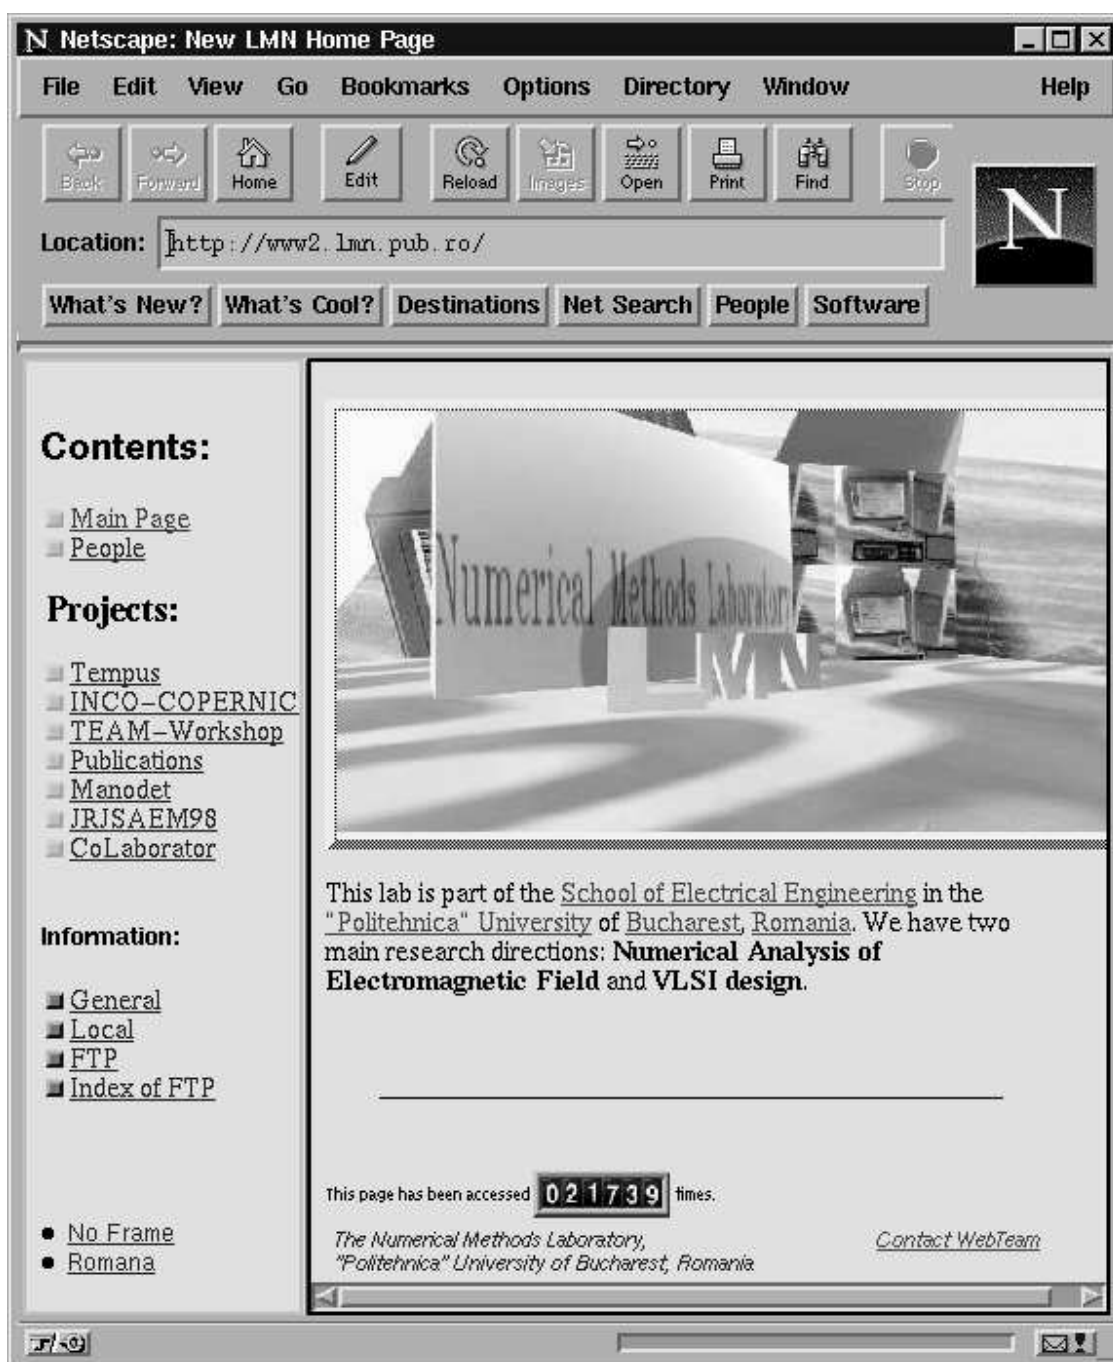 N Netscape: New LMN Home Page
File Edit View Go Bookmarks Options Directory Window Help
Back Forward Home Edit Reload Images Open Print Find Stop
N
Location: http://www2.lmn.pub.ro/
What's New? What's Cool? Destinations Net Search People Software
Contents:
Main Page
People
Projects:
Tempus
INCO-COPERNIC
TEAM-Workshop
Publications
Manodet
JRJSAEM98
CoLaborator
Information:
General
Local
FTP
Index of FTP
No Frame
Romana
Numerical Methods Laboratory
LMN
This lab is part of the School of Electrical Engineering in the
"Politehnica" University of Bucharest, Romania. We have two
main research directions: Numerical Analysis of
Electromagnetic Field and VLSI design.
This page has been accessed 021739 times.
The Numerical Methods Laboratory, Contact WebTeam
"Politehnica" University of Bucharest, Romania